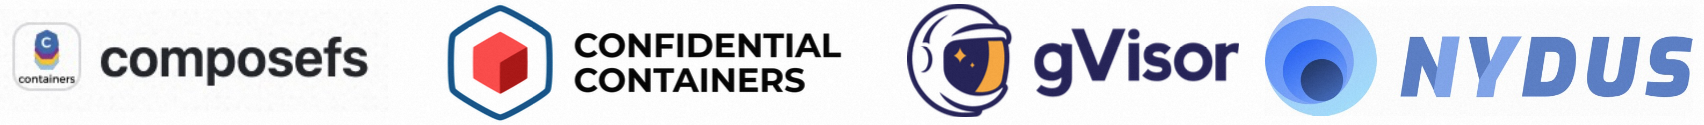 C
containers
composefs
CONFIDENTIAL
CONTAINERS
gVisor
NYDUS